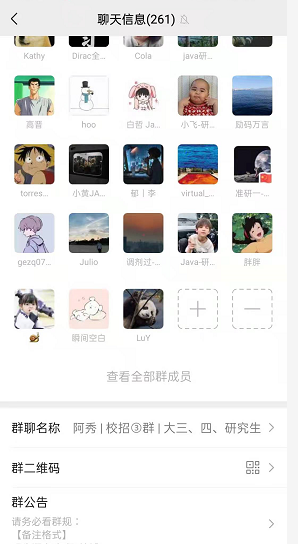 聊天信息(261)
Kathy Dirac全... Cola java研...
高晋 hoo 白哲 Ja... 小飞-研... 励码万言
torres... 小黄JA... 郁丨李 virtual_... 准研一-...
gezq07... Julio 调剂过-... Java-研... 胖胖
瞬间空白 LuY
查看全部群成员
群聊名称 阿秀 | 校招③群 | 大三、四、研究生
群二维码
群公告
请务必看群规：
【备注格式】